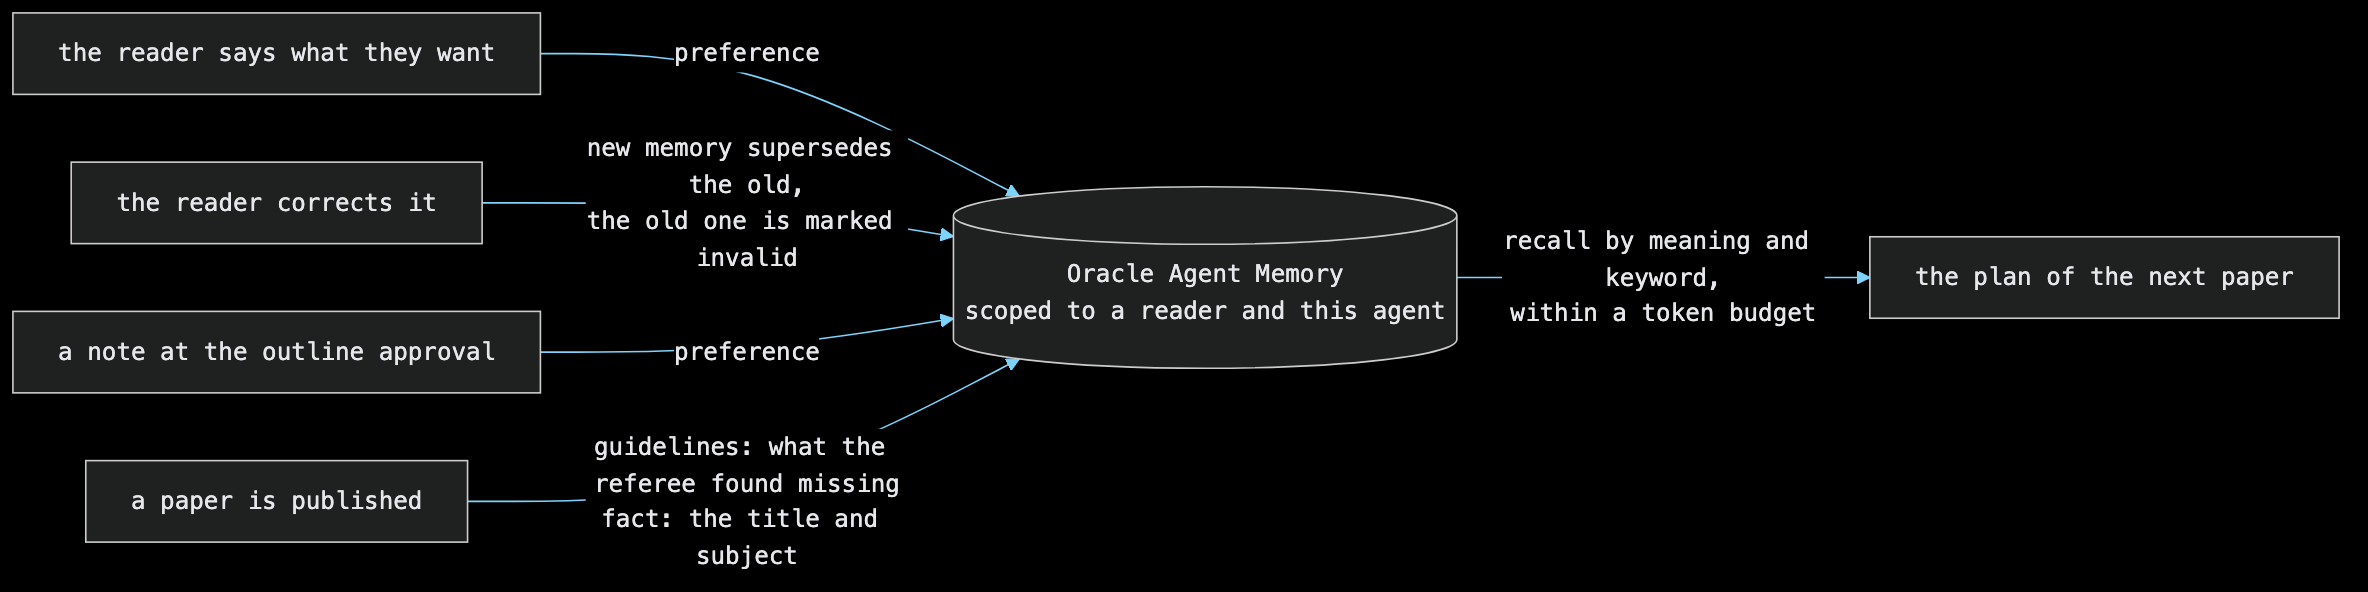 the reader says what they want
preference
new memory supersedes
the old,
the reader corrects it
the old one is marked
invalid
a note at the outline approval
preference
a paper is published
guidelines: what the
referee found missing
fact: the title and
subject
Oracle Agent Memory
scoped to a reader and this agent
recall by meaning and
keyword,
within a token budget
the plan of the next paper